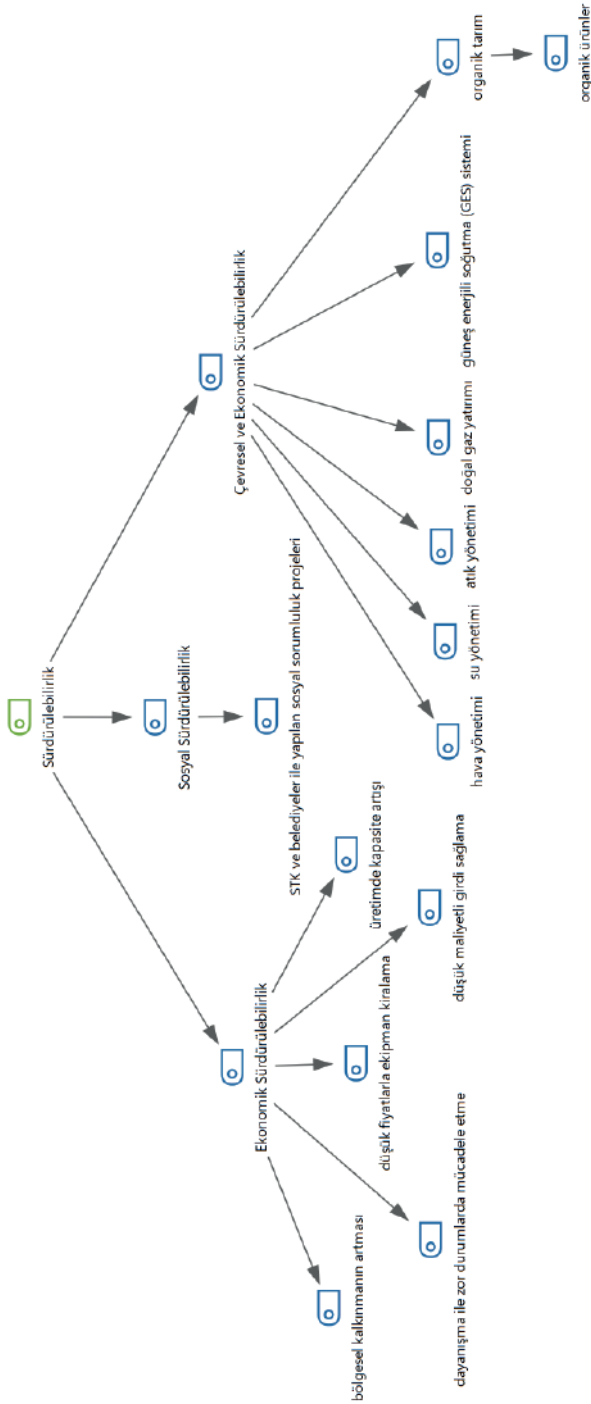 Sürdürülebilirlik
Ekonomik Sürdürülebilirlik
Sosyal Sürdürülebilirlik
Çevresel ve Ekonomik Sürdürülebilirlik
bölgesel kalkınmanın artması
dayanışma ile zor durumlarda mücadele etme
düşük fiyatlarla ekipman kiralama
düşük maliyetli girdi sağlama
üretimde kapasite artışı
STK ve belediyeler ile yapılan sosyal sorumluluk projeleri
hava yönetimi
su yönetimi
atık yönetimi
doğal gaz yatırımı
güneş enerjili soğutma (GES) sistemi
organik tarım
organik ürünler